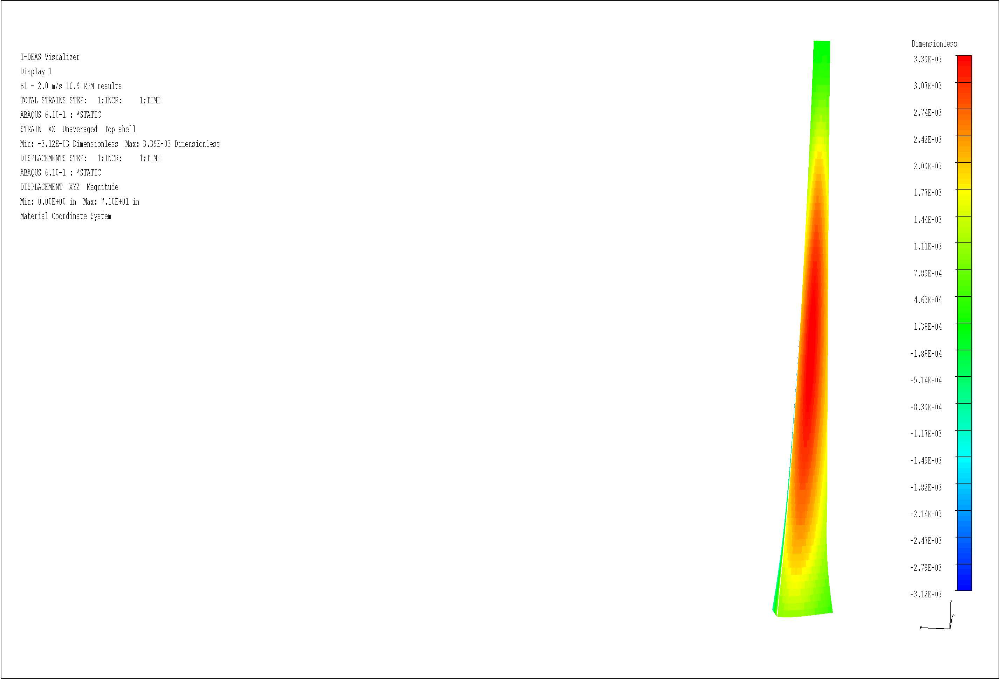 I-DEAS Visualizer
Display 1
B1 - 2.0 m/s 10.9 RPM results
TOTAL STRAINS STEP:   1;INCR:     1;TIME
ABAQUS 6.10-1 : *STATIC
STRAIN  XX  Unaveraged  Top shell
Min: -3.12E-03 Dimensionless  Max: 3.39E-03 Dimensionless
DISPLACEMENTS STEP:   1;INCR:     1;TIME
ABAQUS 6.10-1 : *STATIC
DISPLACEMENT  XYZ  Magnitude
Min: 0.00E+00 in  Max: 7.10E+01 in
Material Coordinate System
Dimensionless
3.39E-03
3.07E-03
2.74E-03
2.42E-03
2.09E-03
1.77E-03
1.44E-03
1.11E-03
7.89E-04
4.63E-04
1.38E-04
-1.88E-04
-5.14E-04
-8.39E-04
-1.17E-03
-1.49E-03
-1.82E-03
-2.14E-03
-2.47E-03
-2.79E-03
-3.12E-03
z
x